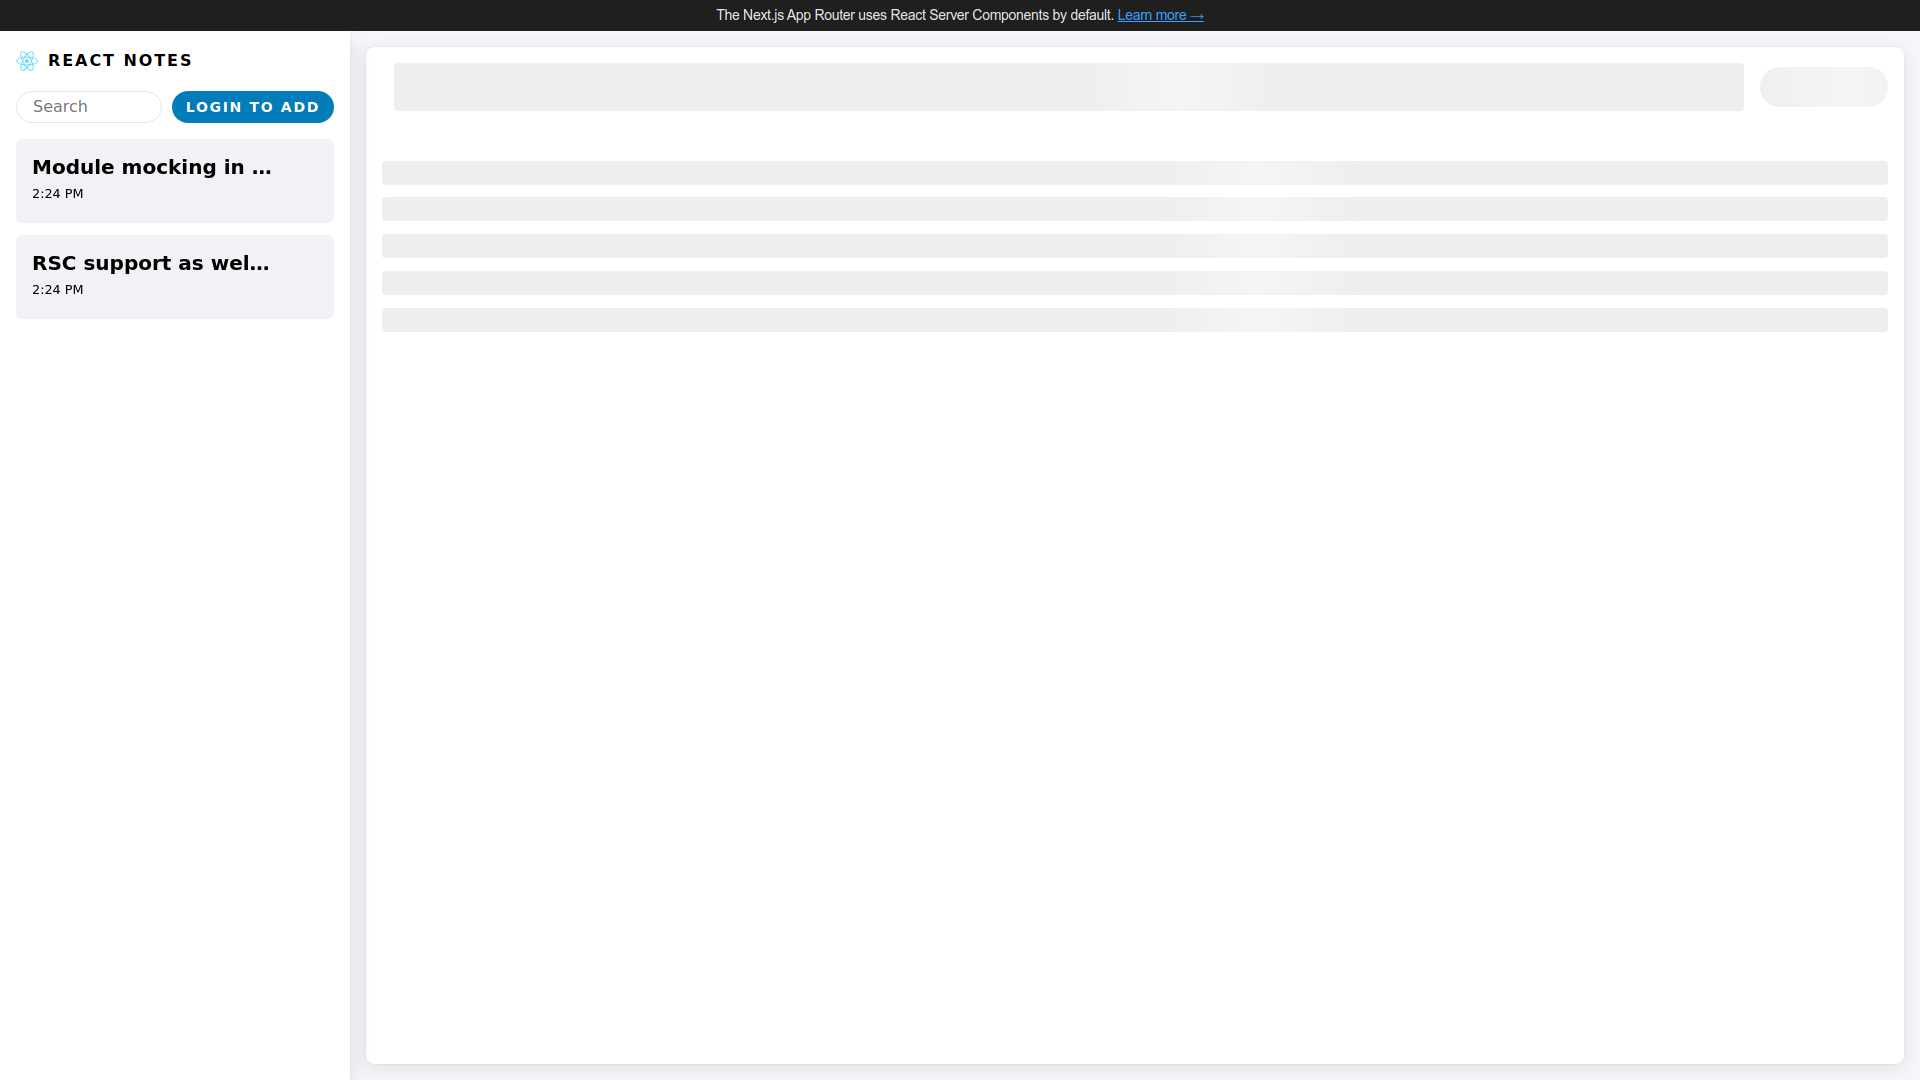 The Next.js App Router uses React Server Components by default. Learn more →
REACT NOTES
Search
LOGIN TO ADD
Module mocking in ...
2:24 PM
RSC support as wel...
2:24 PM